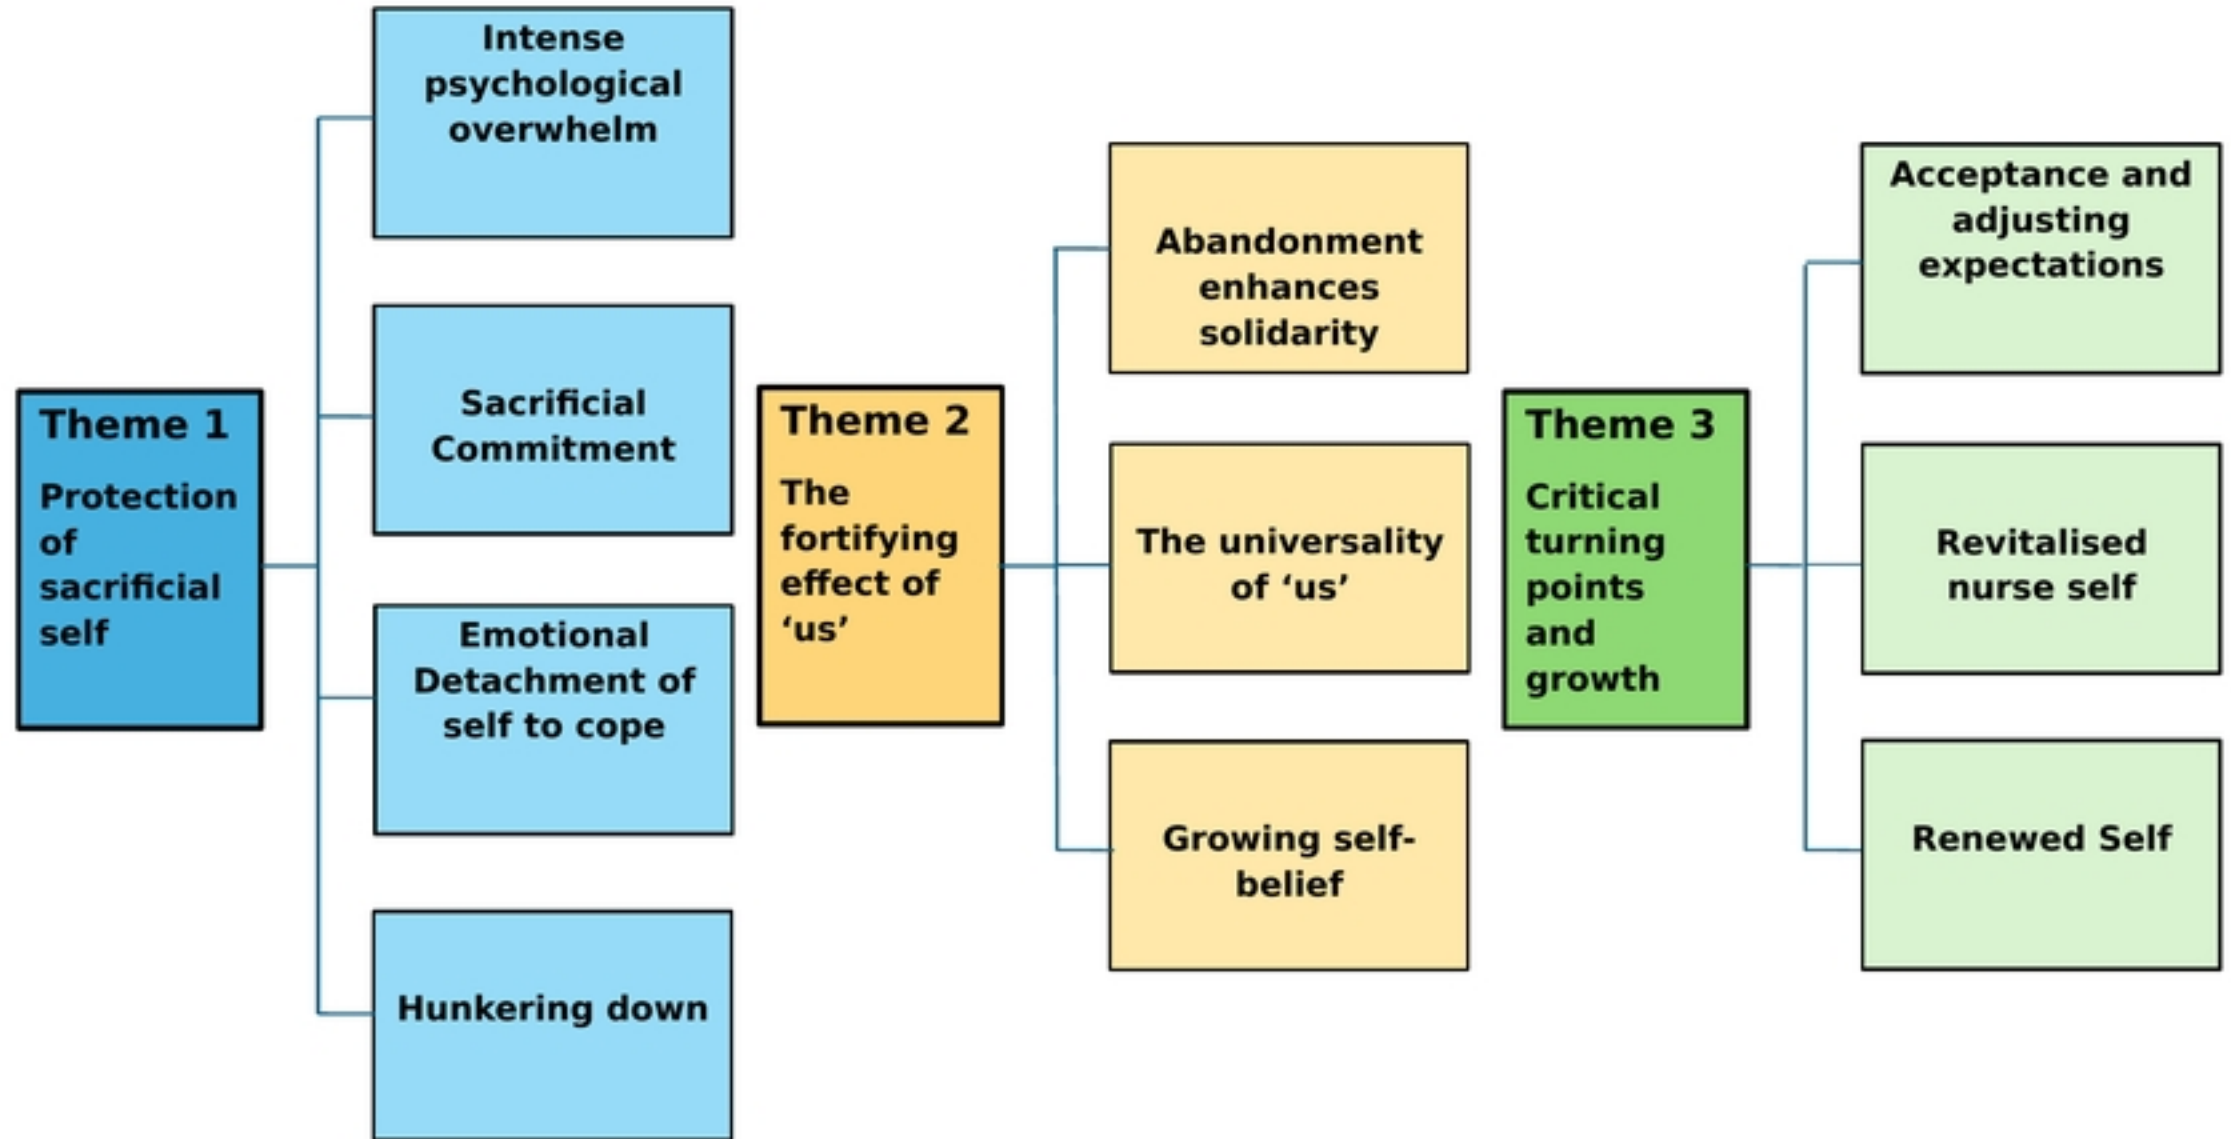 Theme 1
Protection
of
sacrificial
self
Intense
psychological
overwhelm
Sacrificial
Commitment
Emotional
Detachment of
self to cope
Hunkering down
Theme 2
The
fortifying
effect of
‘us’
Abandonment
enhances
solidarity
The universality
of ‘us’
Growing self-
belief
Theme 3
Critical
turning
points
and
growth
Acceptance and
adjusting
expectations
Revitalised
nurse self
Renewed Self